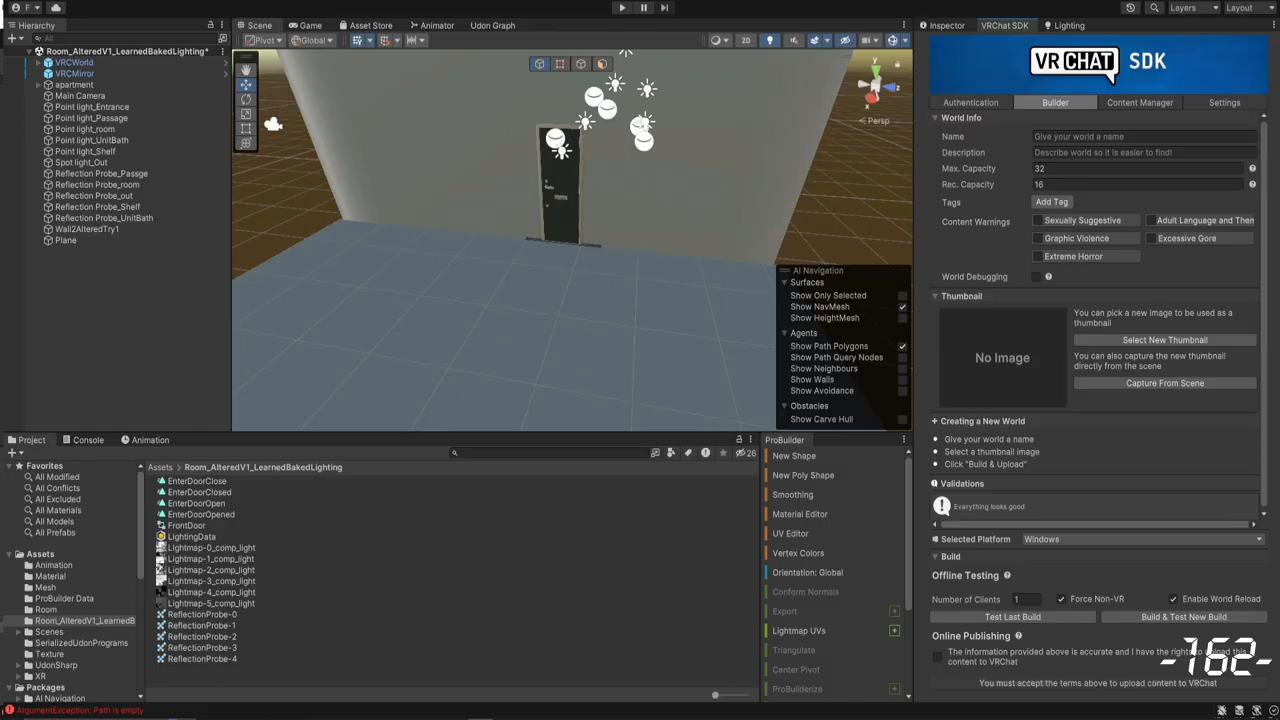 F
Layers
Layout
Hierarchy
Scene
Game
Asset Store
Animator
Udon Graph
Inspector
VRChat SDK
Lighting
All
Pivot
Global
2D
Room_AlteredV1_LearnedBakedLighting*
VRCWorld
VRCMirror
apartment
Main Camera
Point light_Entrance
Point light_Passage
Point light_room
Point light_UnitBath
Point light_Shelf
Spot light_Out
Reflection Probe_Passge
Reflection Probe_room
Reflection Probe_out
Reflection Probe_Shelf
Reflection Probe_UnitBath
Wall2AlteredTry1
Plane
y
Persp
AI Navigation
Surfaces
Show Only Selected
Show NavMesh
Show HeightMesh
Agents
Show Path Polygons
Show Path Query Nodes
Show Neighbours
Show Walls
Show Avoidance
Obstacles
Show Carve Hull
VR CHAT SDK
Authentication
Builder
Content Manager
Settings
World Info
Name Give your world a name
Description Describe world so it is easier to find!
Max. Capacity 32
Rec. Capacity 16
Tags Add Tag
Content Warnings Sexually Suggestive Adult Language and Them
Graphic Violence Excessive Gore
Extreme Horror
World Debugging
Thumbnail
No Image
You can pick a new image to be used as a
thumbnail
Select New Thumbnail
You can also capture the new thumbnail
directly from the scene
Capture From Scene
Creating a New World
Give your world a name
Select a thumbnail image
Click "Build & Upload"
Validations
Everything looks good
Selected Platform Windows
Build
Offline Testing
Number of Clients 1 Force Non-VR Enable World Reload
Test Last Build Build & Test New Build
Online Publishing
The information provided above is accurate and I have the rights to upload this
content to VRChat
You must accept the terms above to upload content to VRChat
-162-
Project
Console
Animation
26
Favorites
All Modified
All Conflicts
All Excluded
All Materials
All Models
All Prefabs
Assets
Animation
Material
Mesh
ProBuilder Data
Room
Room_AlteredV1_LearnedB
Scenes
SerializedUdonPrograms
Texture
UdonSharp
XR
Packages
AI Navigation
Assets > Room_AlteredV1_LearnedBakedLighting
EnterDoorClose
EnterDoorClosed
EnterDoorOpen
EnterDoorOpened
FrontDoor
LightingData
Lightmap-0_comp_light
Lightmap-1_comp_light
Lightmap-2_comp_light
Lightmap-3_comp_light
Lightmap-4_comp_light
Lightmap-5_comp_light
ReflectionProbe-0
ReflectionProbe-1
ReflectionProbe-2
ReflectionProbe-3
ReflectionProbe-4
ProBuilder
New Shape
New Poly Shape
Smoothing
Material Editor
UV Editor
Vertex Colors
Orientation: Global
Conform Normals
Export
Lightmap UVs
Triangulate
Center Pivot
ProBuilderize
ArgumentException: Path is empty